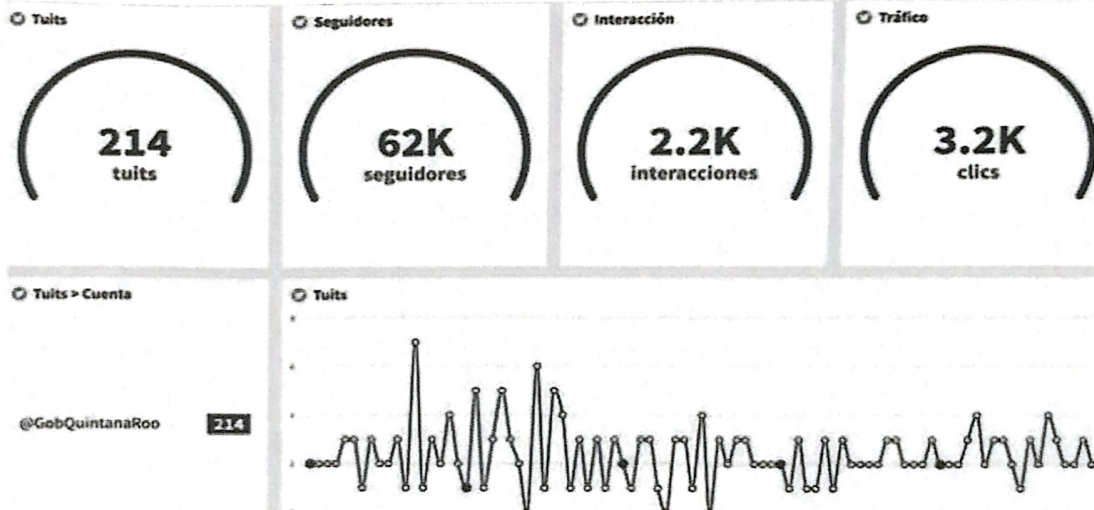 Tuits
214
tuits
Seguidores
62K
seguidores
Interacción
2.2K
interacciones
Tráfico
3.2K
clics
Tuits > Cuenta
@GobQuintanaRoo 214
Tuits